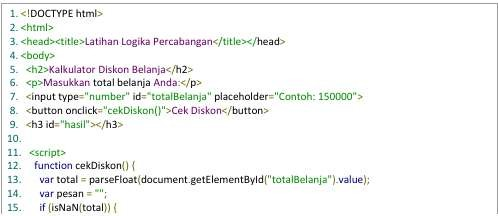 1. <!DOCTYPE html>
2. <html>
3. <head><title>Latihan Logika Percabangan</title></head>
4. <body>
5. <h2>Kalkulator Diskon Belanja</h2>
6. <p>Masukkan total belanja Anda:</p>
7. <input type="number" id="totalBelanja" placeholder="Contoh: 150000">
8. <button onclick="cekDiskon()">Cek Diskon</button>
9. <h3 id="hasil"></h3>
10.
11. <script>
12. function cekDiskon() {
13. var total = parseFloat(document.getElementById("totalBelanja").value);
14. var pesan = "";
15. if (isNaN(total)) {